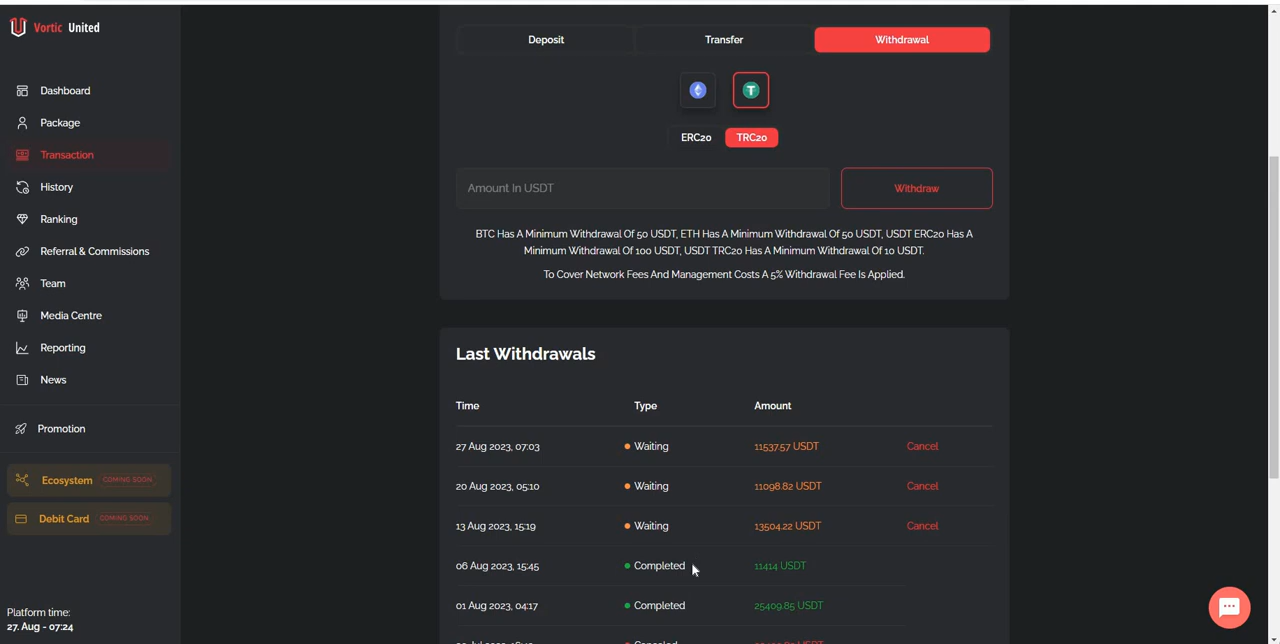 Vortic United
Deposit
Transfer
Withdrawal
Dashboard
Package
ERC20
TRC20
Transaction
History
Amount In USDT
Withdraw
Ranking
BTC Has A Minimum Withdrawal Of 50 USDT, ETH Has A Minimum Withdrawal Of 50 USDT, USDT ERC20 Has A
Minimum Withdrawal Of 100 USDT, USDT TRC20 Has A Minimum Withdrawal Of 10 USDT.
Referral & Commissions
To Cover Network Fees And Management Costs A 5% Withdrawal Fee Is Applied.
Team
Media Centre
Reporting
Last Withdrawals
News
Time Type Amount
Promotion
27 Aug 2023, 07:03 Waiting 11537.57 USDT Cancel
Ecosystem COMING SOON
20 Aug 2023, 05:10 Waiting 11098.82 USDT Cancel
Debit Card COMING SOON
13 Aug 2023, 15:19 Waiting 13504.22 USDT Cancel
06 Aug 2023, 15:45 Completed 11414 USDT
01 Aug 2023, 04:17 Completed 25409.85 USDT
Platform time:
27. Aug - 07:24